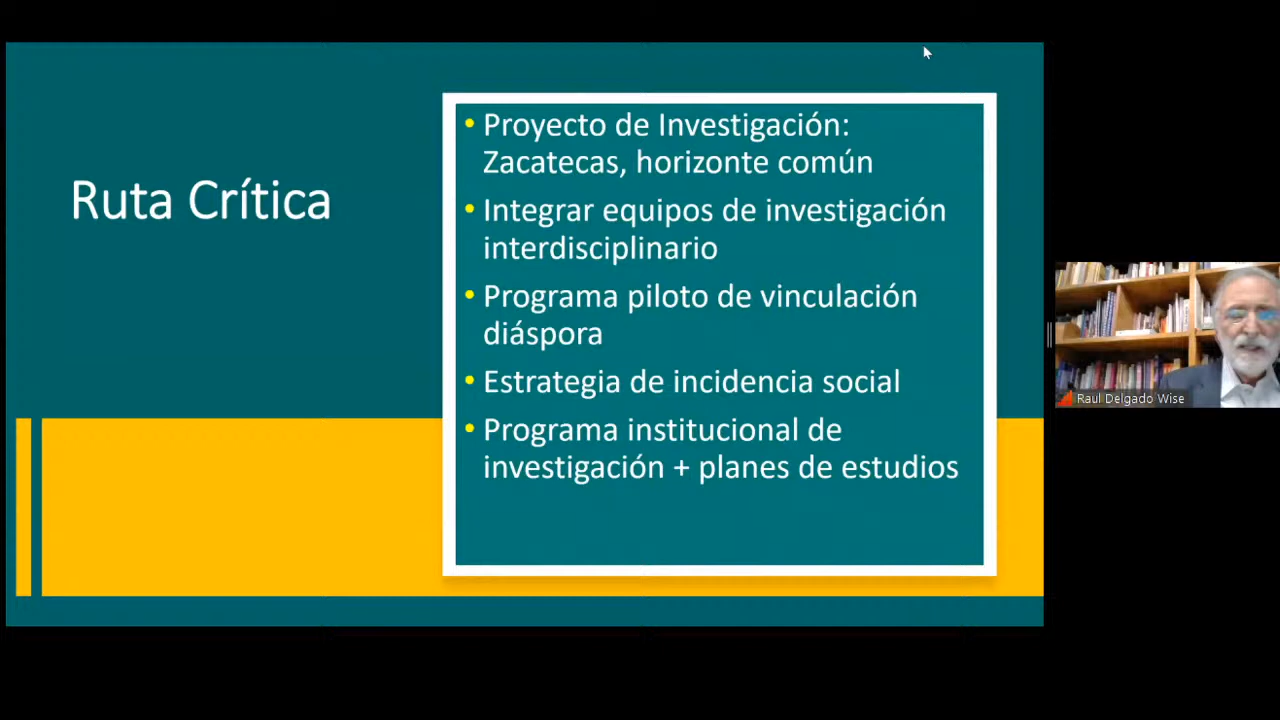 Ruta Crítica
• Proyecto de Investigación:
Zacatecas, horizonte común
• Integrar equipos de investigación
interdisciplinario
• Programa piloto de vinculación
diáspora
• Estrategia de incidencia social
• Programa institucional de
investigación + planes de estudios
Raul Delgado Wise